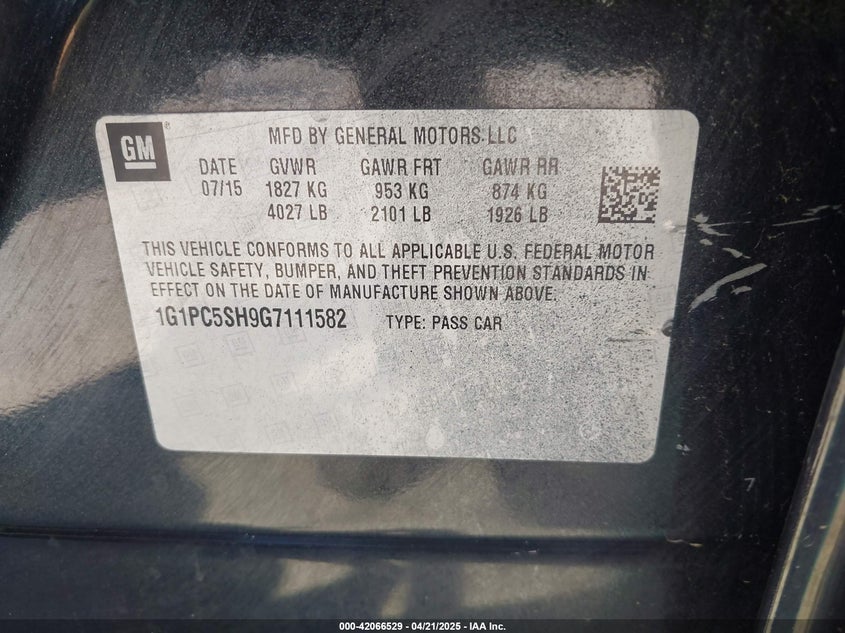 GM
MFD BY GENERAL MOTORS LLC
DATE GVWR GAWR FRT GAWR RR
07/15 1827 KG 953 KG 874 KG
4027 LB 2101 LB 1926 LB
THIS VEHICLE CONFORMS TO ALL APPLICABLE U.S. FEDERAL MOTOR
VEHICLE SAFETY, BUMPER, AND THEFT PREVENTION STANDARDS IN
EFFECT ON THE DATE OF MANUFACTURE SHOWN ABOVE.
1G1PC5SH9G7111582 TYPE: PASS CAR
000-42066529 - 04/21/2025 - IAA Inc.